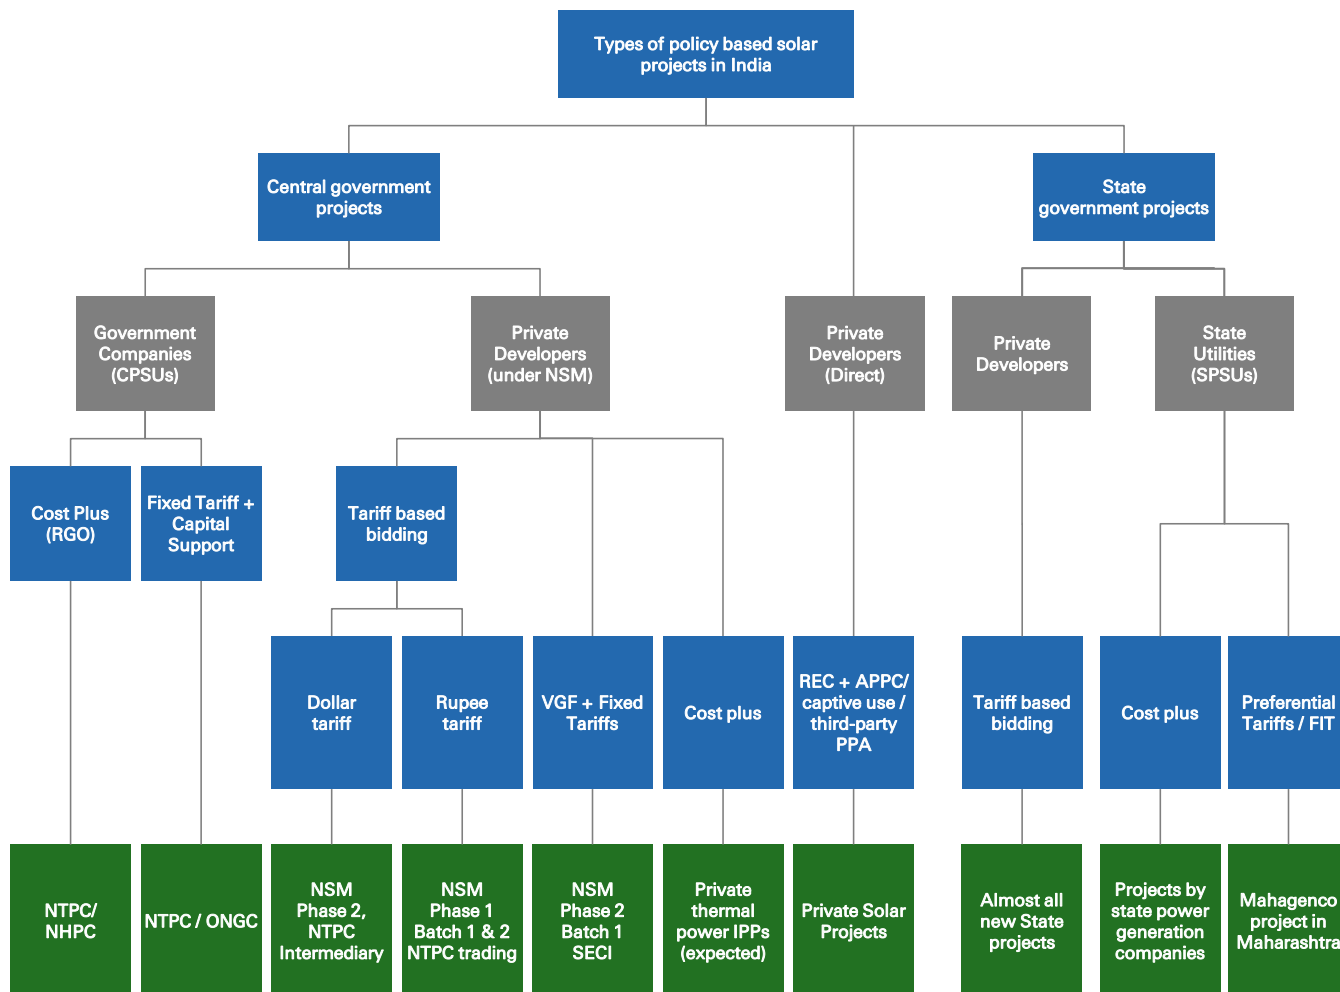 Types of policy based solar
projects in India
Central government
projects
State
government projects
Government
Companies
(CPSUs)
Private
Developers
(under NSM)
Private
Developers
(Direct)
Private
Developers
State
Utilities
(SPSUs)
Cost Plus
(RGO)
Fixed Tariff +
Capital
Support
Tariff based
bidding
Dollar
tariff
Rupee
tariff
VGF + Fixed
Tariffs
Cost plus
REC + APPC/
captive use /
third-party
PPA
Tariff based
bidding
Cost plus
Preferential
Tariffs / FIT
NTPC/
NHPC
NTPC / ONGC
NSM
Phase 2,
NTPC
Intermediary
NSM
Phase 1
Batch 1 & 2
NTPC trading
NSM
Phase 2
Batch 1
SECI
Private
thermal
power IPPs
(expected)
Private Solar
Projects
Almost all
new State
projects
Projects by
state power
generation
companies
Mahagenco
project in
Maharashtra